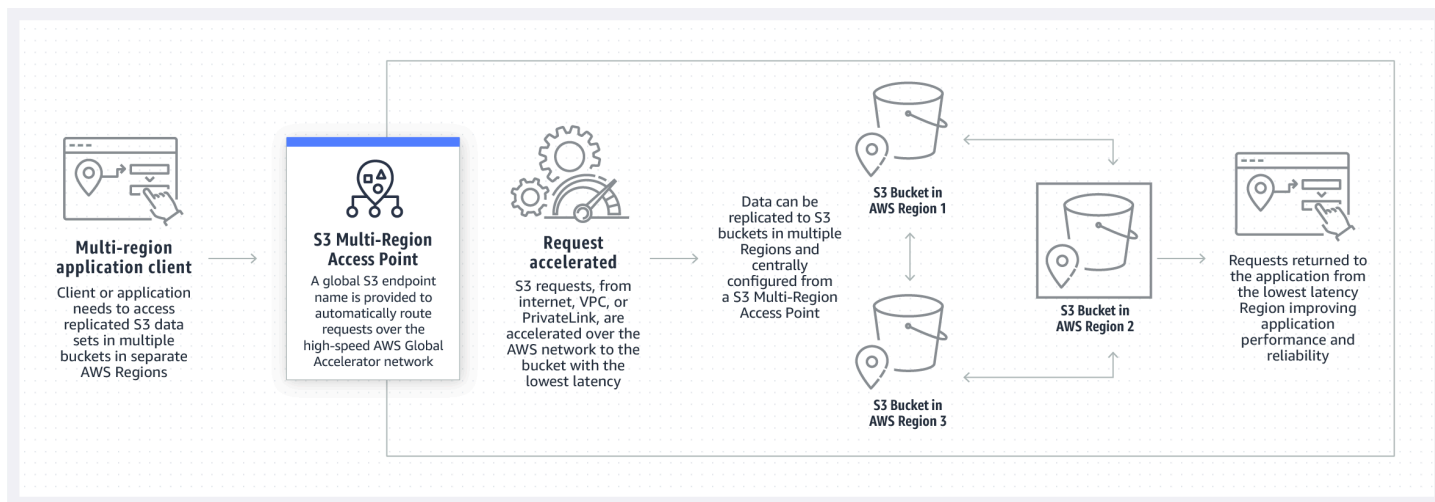 Multi-region
application client
Client or application
needs to access
replicated S3 data
sets in multiple
buckets in separate
AWS Regions
S3 Multi-Region
Access Point
A global S3 endpoint
name is provided to
automatically route
requests over the
high-speed AWS Global
Accelerator network
Request
accelerated
S3 requests, from
internet, VPC, or
PrivateLink, are
accelerated over the
AWS network to the
bucket with the
lowest latency
Data can be
replicated to S3
buckets in multiple
Regions and
centrally
configured from
a S3 Multi-Region
Access Point
S3 Bucket in
AWS Region 1
S3 Bucket in
AWS Region 3
S3 Bucket in
AWS Region 2
Requests returned to
the application from
the lowest latency
Region improving
application
performance and
reliability